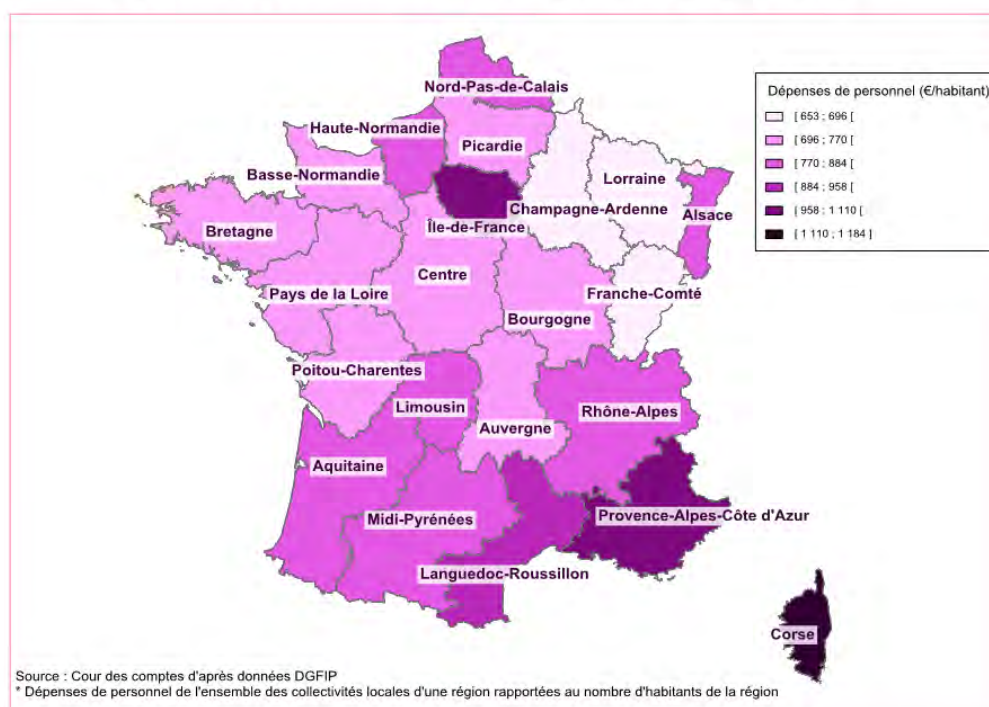 Dépenses de personnel (€/habitant)
[ 653 ; 696 [
[ 696 ; 770 [
[ 770 ; 884 [
[ 884 ; 958 [
[ 958 ; 1 110 [
[ 1 110 ; 1 184 ]
Nord-Pas-de-Calais
Haute-Normandie
Picardie
Basse-Normandie
Lorraine
Champagne-Ardenne
Alsace
Île-de-France
Bretagne
Centre
Pays de la Loire
Franche-Comté
Bourgogne
Poitou-Charentes
Limousin
Rhône-Alpes
Auvergne
Aquitaine
Midi-Pyrénées
Provence-Alpes-Côte d'Azur
Languedoc-Roussillon
Corse
Source : Cour des comptes d'après données DGFIP
* Dépenses de personnel de l'ensemble des collectivités locales d'une région rapportées au nombre d'habitants de la région